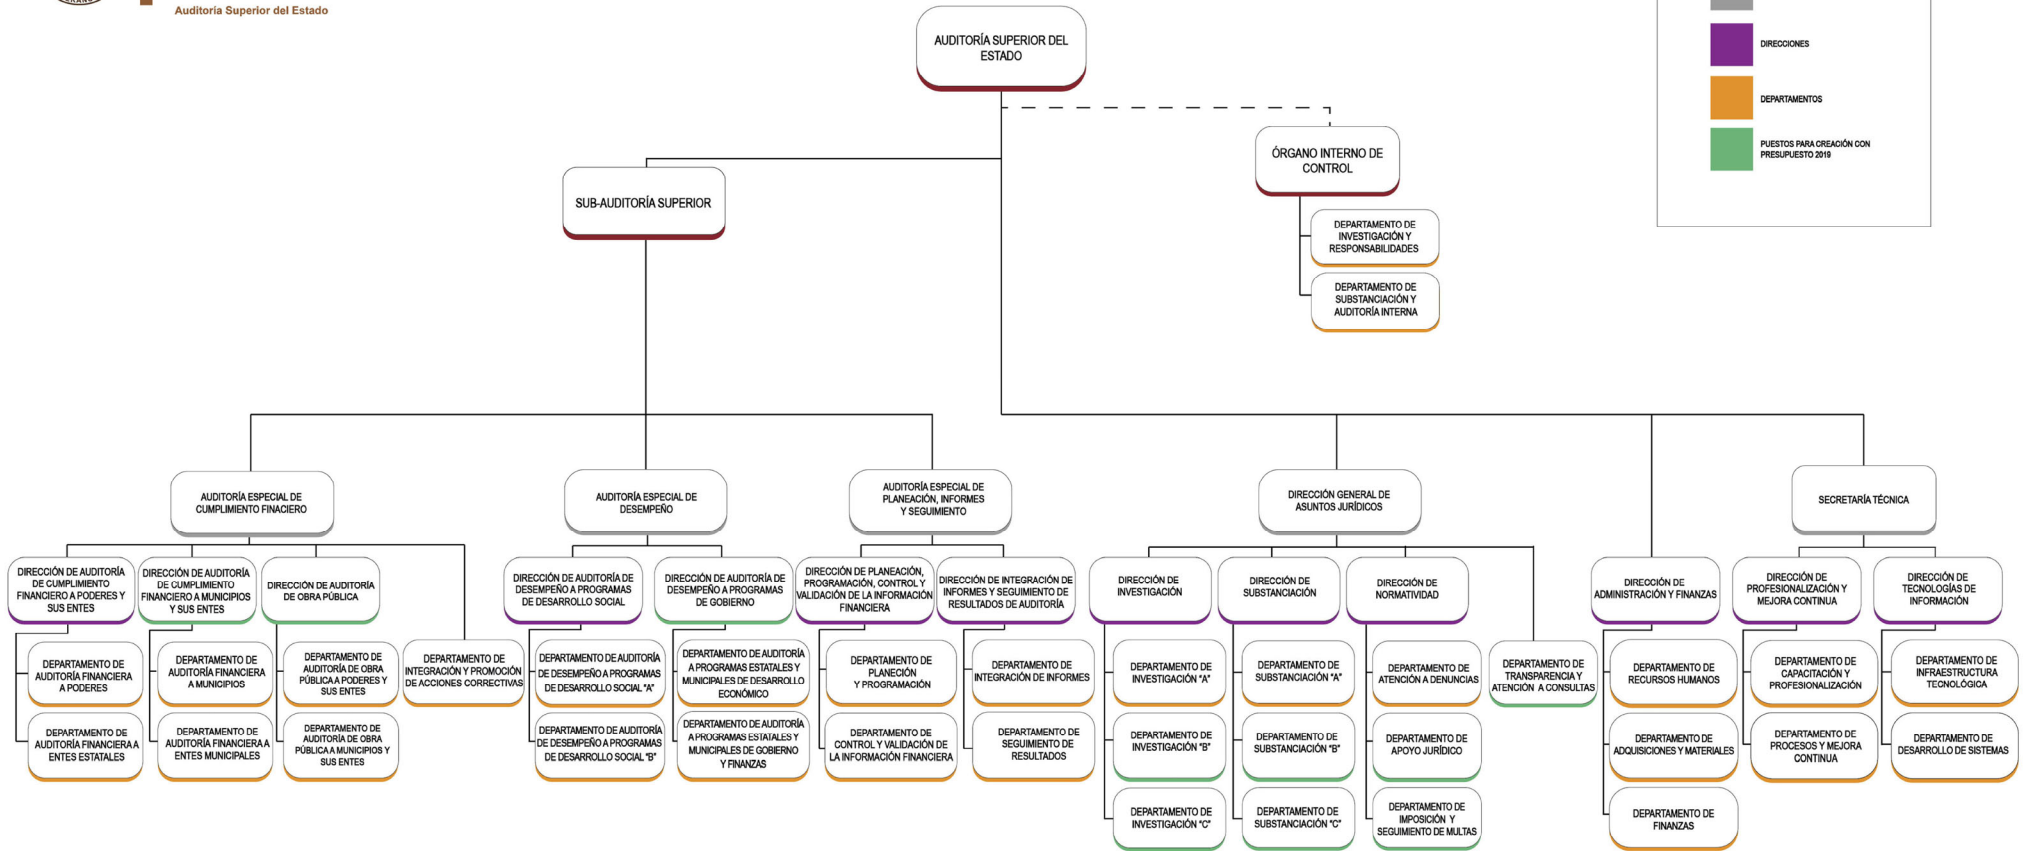 Auditoría Superior del Estado
DIRECCIONES
DEPARTAMENTOS
PUESTOS PARA CREACIÓN CON
PRESUPUESTO 2019
AUDITORÍA SUPERIOR DEL
ESTADO
ÓRGANO INTERNO DE
CONTROL
DEPARTAMENTO DE
INVESTIGACIÓN Y
RESPONSABILIDADES
DEPARTAMENTO DE
SUBSTANCIACIÓN Y
AUDITORÍA INTERNA
SUB-AUDITORÍA SUPERIOR
AUDITORÍA ESPECIAL DE
CUMPLIMIENTO FINACIERO
AUDITORÍA ESPECIAL DE
DESEMPEÑO
AUDITORÍA ESPECIAL DE
PLANEACIÓN, INFORMES
Y SEGUIMIENTO
DIRECCIÓN GENERAL DE
ASUNTOS JURÍDICOS
SECRETARÍA TÉCNICA
DIRECCIÓN DE AUDITORÍA
DE CUMPLIMIENTO
FINANCIERO A PODERES Y
SUS ENTES
DIRECCIÓN DE AUDITORÍA
DE CUMPLIMIENTO
FINANCIERO A MUNICIPIOS
Y SUS ENTES
DIRECCIÓN DE AUDITORÍA
DE OBRA PÚBLICA
DIRECCIÓN DE AUDITORÍA DE
DESEMPEÑO A PROGRAMAS
DE DESARROLLO SOCIAL
DIRECCIÓN DE AUDITORÍA DE
DESEMPEÑO A PROGRAMAS
DE GOBIERNO
DIRECCIÓN DE PLANEACIÓN,
PROGRAMACIÓN, CONTROL Y
VALIDACIÓN DE LA INFORMACIÓN
FINANCIERA
DIRECCIÓN DE INTEGRACIÓN DE
INFORMES Y SEGUIMIENTO DE
RESULTADOS DE AUDITORÍA
DIRECCIÓN DE
INVESTIGACIÓN
DIRECCIÓN DE
SUBSTANCIACIÓN
DIRECCIÓN DE
NORMATIVIDAD
DIRECCIÓN DE
ADMINISTRACIÓN Y FINANZAS
DIRECCIÓN DE
PROFESIONALIZACIÓN Y
MEJORA CONTINUA
DIRECCIÓN DE
TECNOLOGÍAS DE
INFORMACIÓN
DEPARTAMENTO DE
AUDITORÍA FINANCIERA
A PODERES
DEPARTAMENTO DE
AUDITORÍA FINANCIERA
A MUNICIPIOS
DEPARTAMENTO DE
AUDITORÍA DE OBRA
PÚBLICA A PODERES Y
SUS ENTES
DEPARTAMENTO DE
INTEGRACIÓN Y PROMOCIÓN
DE ACCIONES CORRECTIVAS
DEPARTAMENTO DE AUDITORÍA
DE DESEMPEÑO A PROGRAMAS
DE DESARROLLO SOCIAL "A"
DEPARTAMENTO DE AUDITORÍA
A PROGRAMAS ESTATALES Y
MUNICIPALES DE DESARROLLO
ECONÓMICO
DEPARTAMENTO DE
PLANECIÓN
Y PROGRAMACIÓN
DEPARTAMENTO DE
INTEGRACIÓN DE INFORMES
DEPARTAMENTO DE
INVESTIGACIÓN "A"
DEPARTAMENTO DE
SUBSTANCIACIÓN "A"
DEPARTAMENTO DE
ATENCIÓN A DENUNCIAS
DEPARTAMENTO DE
TRANSPARENCIA Y
ATENCIÓN A CONSULTAS
DEPARTAMENTO DE
RECURSOS HUMANOS
DEPARTAMENTO DE
CAPACITACIÓN Y
PROFESIONALIZACIÓN
DEPARTAMENTO DE
INFRAESTRUCTURA
TECNOLÓGICA
DEPARTAMENTO DE
AUDITORÍA FINANCIERA A
ENTES ESTATALES
DEPARTAMENTO DE
AUDITORÍA FINANCIERA A
ENTES MUNICIPALES
DEPARTAMENTO DE
AUDITORÍA DE OBRA
PÚBLICA A MUNICIPIOS Y
SUS ENTES
DEPARTAMENTO DE AUDITORÍA
DE DESEMPEÑO A PROGRAMAS
DE DESARROLLO SOCIAL "B"
DEPARTAMENTO DE AUDITORÍA
A PROGRAMAS ESTATALES Y
MUNICIPALES DE GOBIERNO
Y FINANZAS
DEPARTAMENTO DE
CONTROL Y VALIDACIÓN DE
LA INFORMACIÓN FINANCIERA
DEPARTAMENTO DE
SEGUIMIENTO DE
RESULTADOS
DEPARTAMENTO DE
INVESTIGACIÓN "B"
DEPARTAMENTO DE
SUBSTANCIACIÓN "B"
DEPARTAMENTO DE
APOYO JURÍDICO
DEPARTAMENTO DE
ADQUISICIONES Y MATERIALES
DEPARTAMENTO DE
PROCESOS Y MEJORA
CONTINUA
DEPARTAMENTO DE
DESARROLLO DE SISTEMAS
DEPARTAMENTO DE
INVESTIGACIÓN "C"
DEPARTAMENTO DE
SUBSTANCIACIÓN "C"
DEPARTAMENTO DE
IMPOSICIÓN Y
SEGUIMIENTO DE MULTAS
DEPARTAMENTO DE
FINANZAS